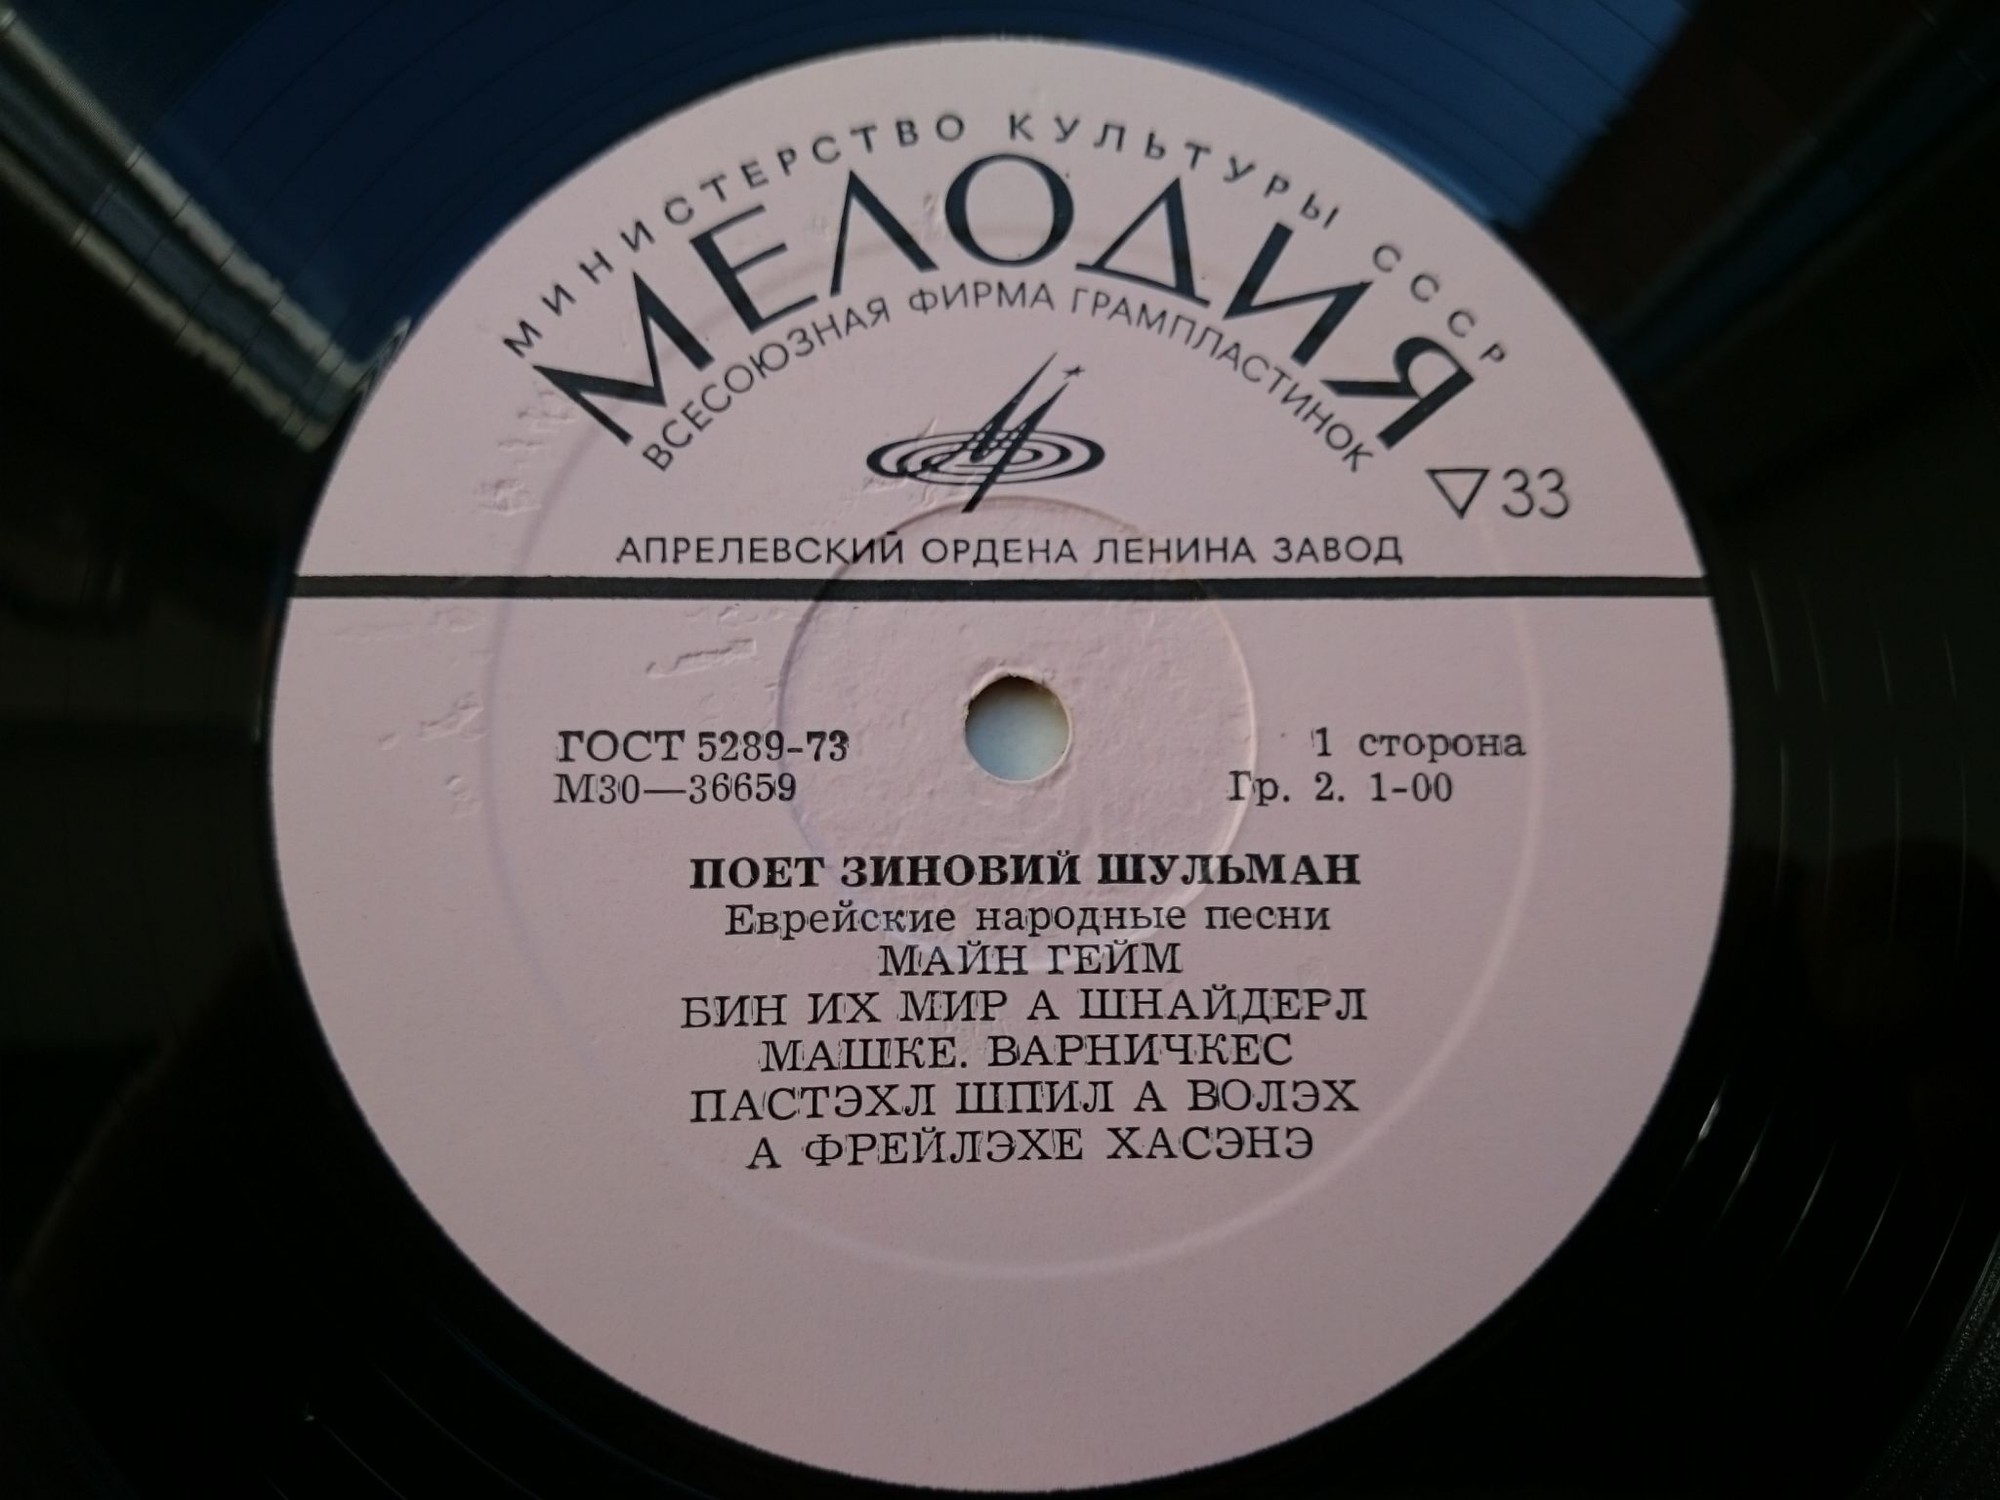 МИНИСТЕРСТВО КУЛЬТУРЫ СССР
МЕЛОДИЯ
ВСЕСОЮЗНАЯ ФИРМА ГРАМПЛАСТИНОК
33
АПРЕЛЕВСКИЙ ОРДЕНА ЛЕНИНА ЗАВОД
ГОСТ 5289-73
М30—36659
1 сторона
Гр. 2. 1-00
ПОЕТ ЗИНОВИЙ ШУЛЬМАН
Еврейские народные песни
МАЙН ГЕЙМ
БИН ИХ МИР А ШНАЙДЕРЛ
МАШКЕ. ВАРНИЧКЕС
ПАСТЭХЛ ШПИЛ А ВОЛЭХ
А ФРЕЙЛЭХЕ ХАСЭНЭ